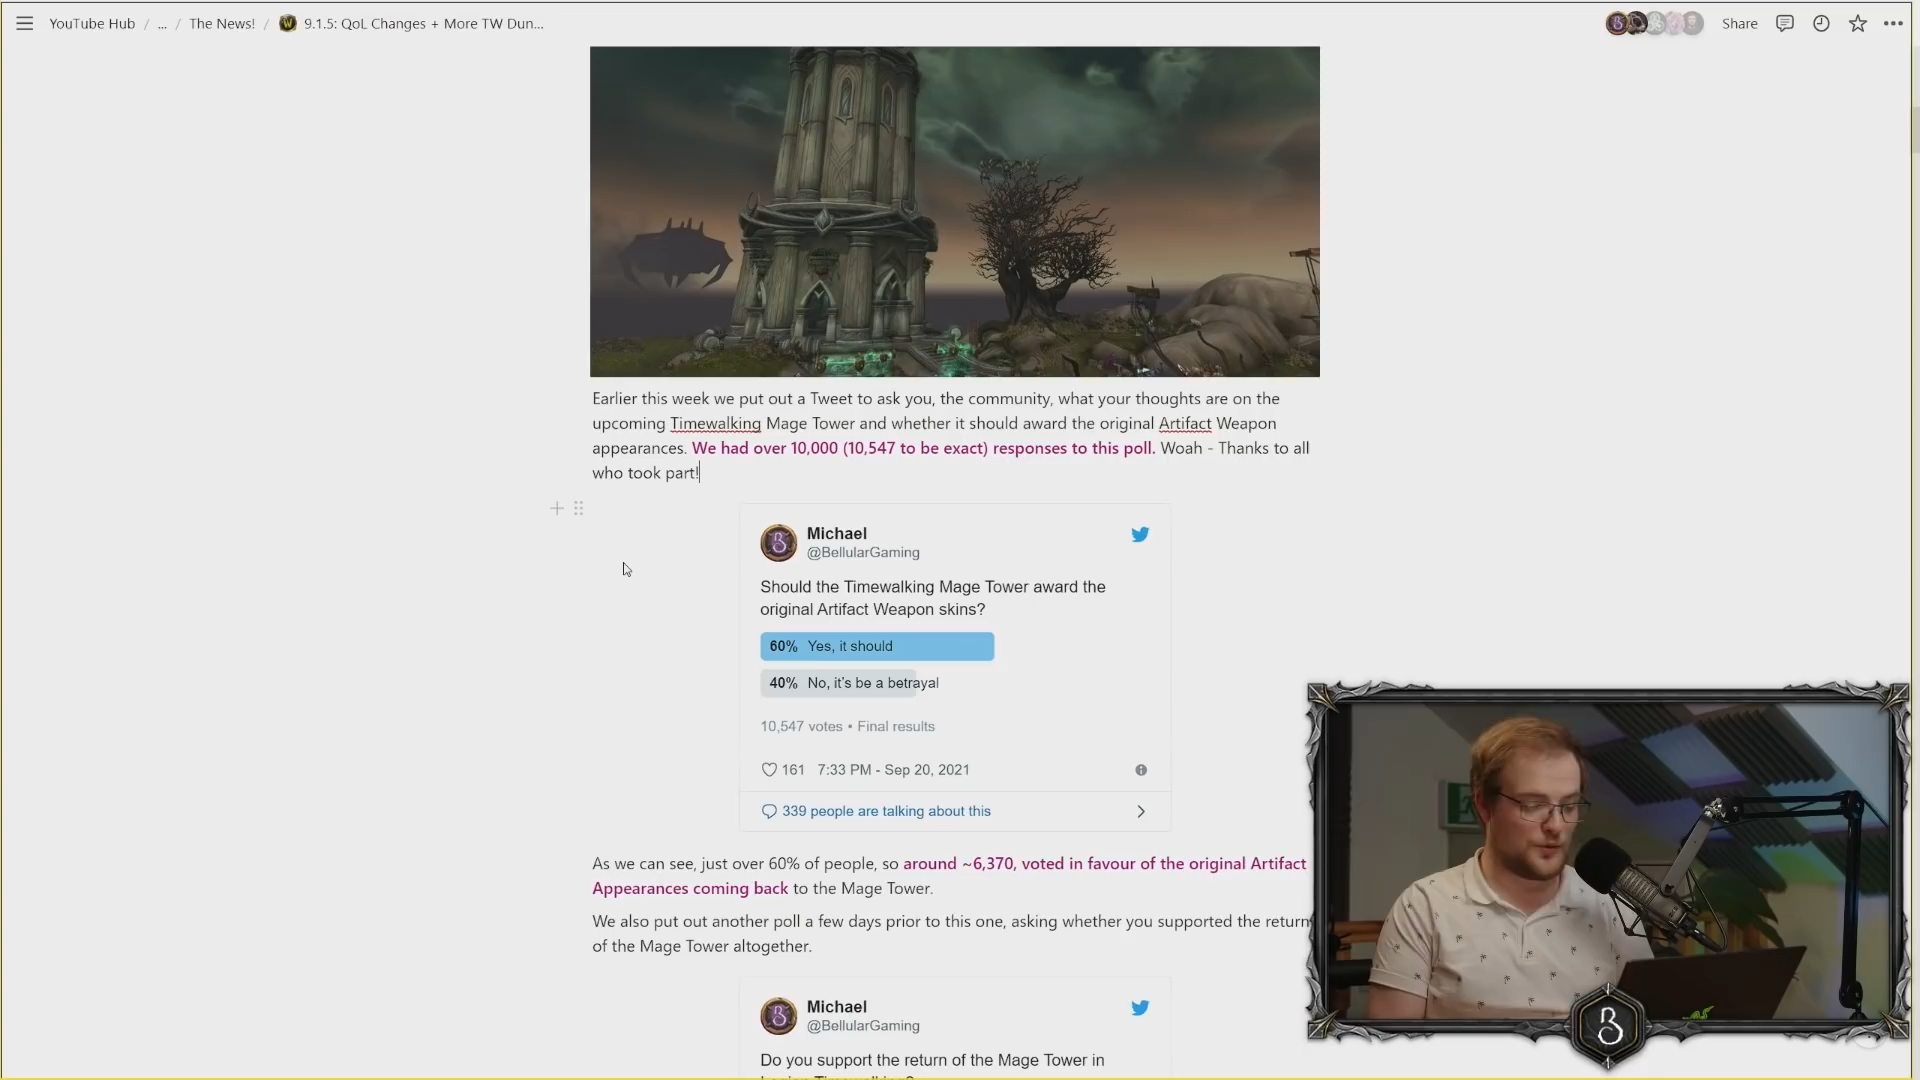 YouTube Hub / ... / The News! / 9.1.5: QoL Changes + More TW Dun...
Share
Earlier this week we put out a Tweet to ask you, the community, what your thoughts are on the
upcoming Timewalking Mage Tower and whether it should award the original Artifact Weapon
appearances. We had over 10,000 (10,547 to be exact) responses to this poll. Woah - Thanks to all
who took part!
Michael
@BellularGaming
Should the Timewalking Mage Tower award the
original Artifact Weapon skins?
60% Yes, it should
40% No, it's be a betrayal
10,547 votes • Final results
161 7:33 PM - Sep 20, 2021
339 people are talking about this
As we can see, just over 60% of people, so around ~6,370, voted in favour of the original Artifact
Appearances coming back to the Mage Tower.
We also put out another poll a few days prior to this one, asking whether you supported the return
of the Mage Tower altogether.
Michael
@BellularGaming
Do you support the return of the Mage Tower in